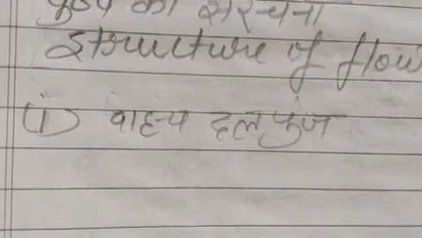 पुष्प की संरचना
Structure of flow
(i) वाह्य दलपुंज